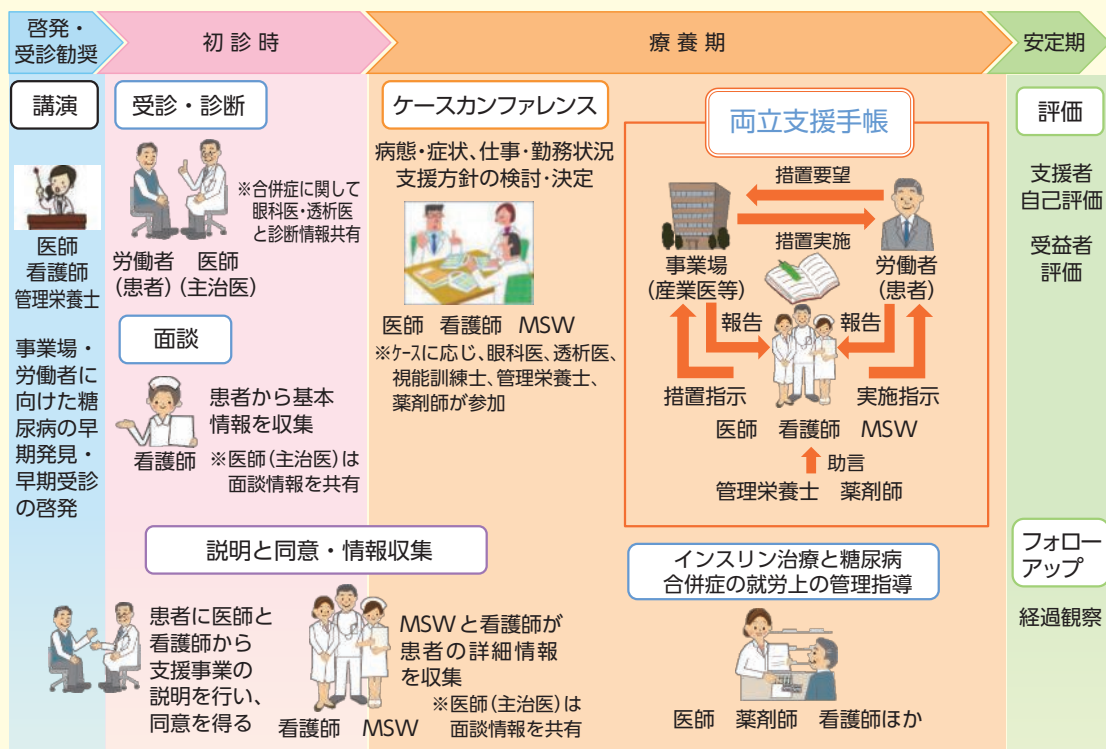 啓発・
受診勧奨
初診時
療養期
安定期
講演
医師
看護師
管理栄養士
事業場・
労働者に
向けた糖
尿病の早
期発見・
早期受診
の啓発
受診・診断
※合併症に関して
眼科医・透析医
と診断情報共有
労働者 医師
(患者)(主治医)
面談
患者から基本
情報を収集
看護師
※医師(主治医)は
面談情報を共有
説明と同意・情報収集
患者に医師と
看護師から
支援事業の
説明を行い、
同意を得る
看護師 MSW
MSWと看護師が
患者の詳細情報
を収集
※医師(主治医)は
面談情報を共有
ケースカンファレンス
病態・症状、仕事・勤務状況
支援方針の検討・決定
医師 看護師 MSW
※ケースに応じ、眼科医、透析医、
視能訓練士、管理栄養士、
薬剤師が参加
両立支援手帳
措置要望
措置実施
事業場
(産業医等)
労働者
(患者)
報告
報告
措置指示
実施指示
医師 看護師 MSW
助言
管理栄養士 薬剤師
インスリン治療と糖尿病
合併症の就労上の管理指導
医師 薬剤師 看護師ほか
評価
支援者
自己評価
受益者
評価
フォロー
アップ
経過観察